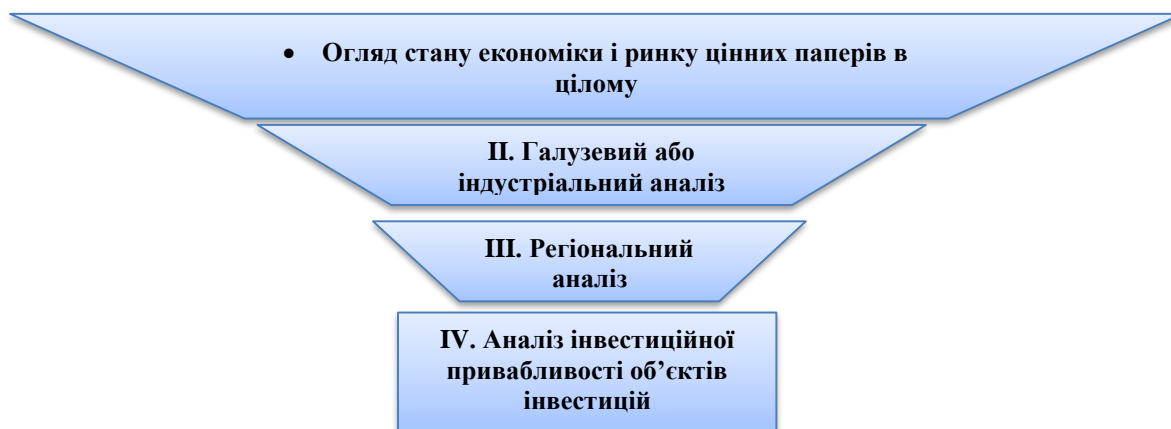 • Огляд стану економіки і ринку цінних паперів в
цілому
II. Галузевий або
індустріальний аналіз
III. Регіональний
аналіз
IV. Аналіз інвестиційної
привабливості об’єктів
інвестицій